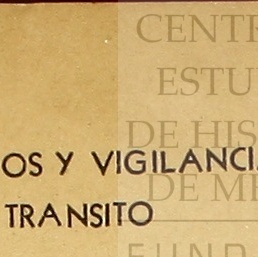 CENTR
ESTU
DE HIS
OS Y VIGILANCI
DE ME
TRANSITO
FUND